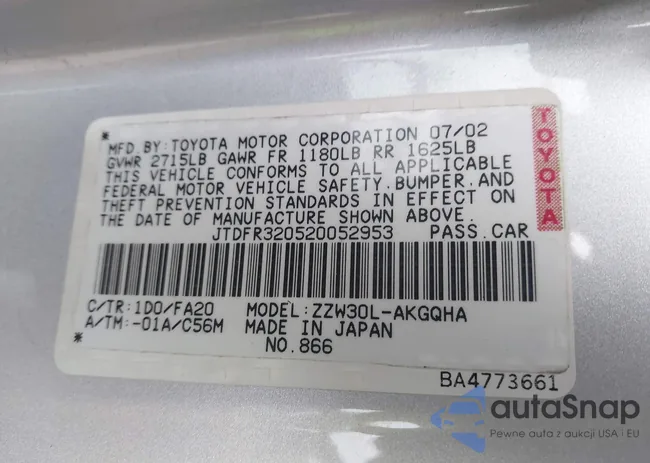 MFD.BY:TOYOTA MOTOR CORPORATION 07/02
GVWR 2715LB GAWR FR 1180LB RR 1625LB
THIS VEHICLE CONFORMS TO ALL APPLICABLE
FEDERAL MOTOR VEHICLE SAFETY,BUMPER,AND
THEFT PREVENTION STANDARDS IN EFFECT ON
THE DATE OF MANUFACTURE SHOWN ABOVE.
JTDFR320520052953 PASS.CAR
TOYOTA
C/TR:1D0/FA20 MODEL:ZZW30L-AKGQHA
A/TM:-01A/C56M MADE IN JAPAN
NO.866
BA4773661
autaSnap
Pewne auta z aukcji USA i EU